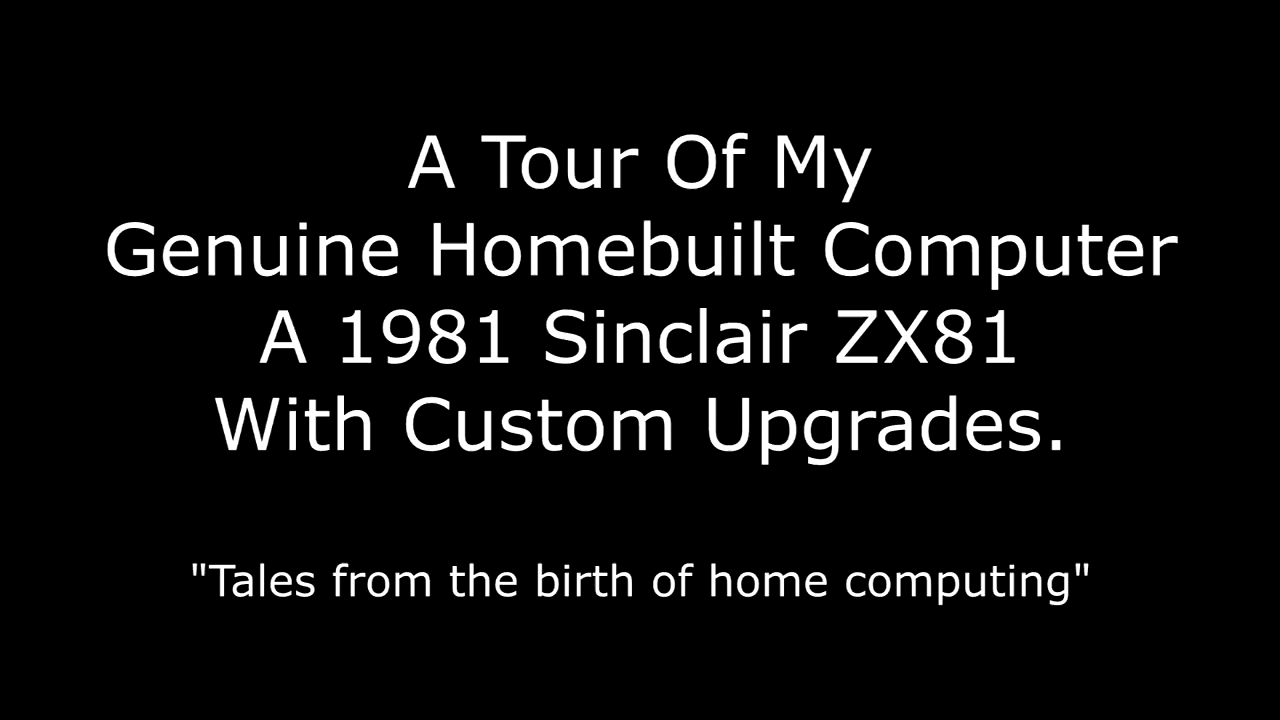 A Tour Of My
Genuine Homebuilt Computer
A 1981 Sinclair ZX81
With Custom Upgrades.
"Tales from the birth of home computing"